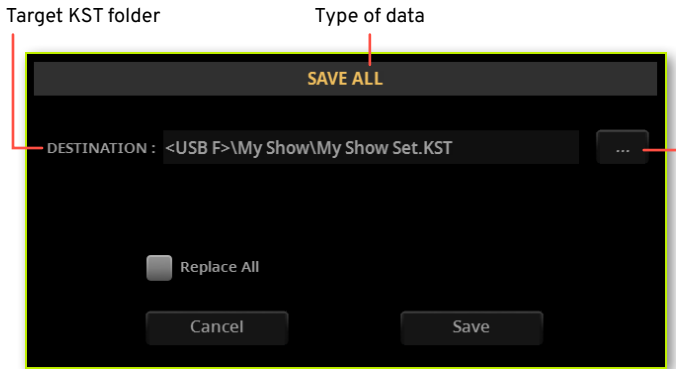 Target KST folder
Type of data
SAVE ALL
DESTINATION : <USB F>\My Show\My Show Set.KST
...
Replace All
Cancel
Save